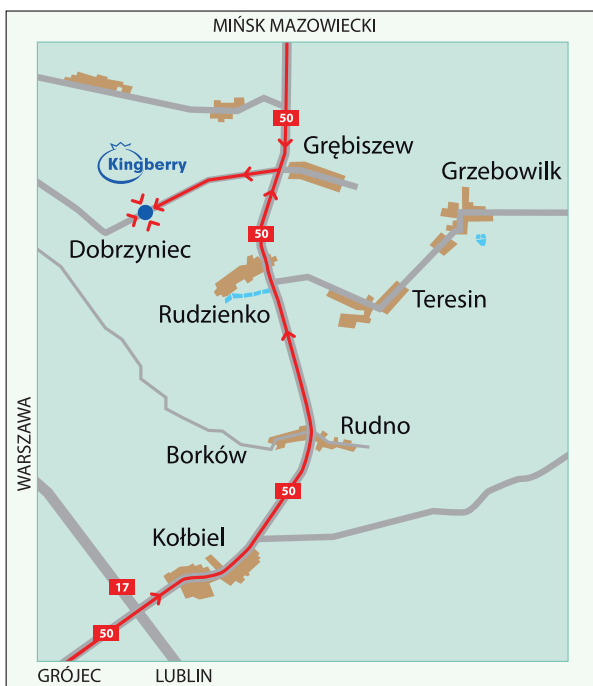 MIŃSK MAZOWIECKI
50
Grębiszew
Kingberry
Grzebowilk
50
Dobrzyniec
Teresin
Rudzienko
Rudno
Borków
WARSZAWA
50
Kołbiel
17
50
GRÓJEC
LUBLIN